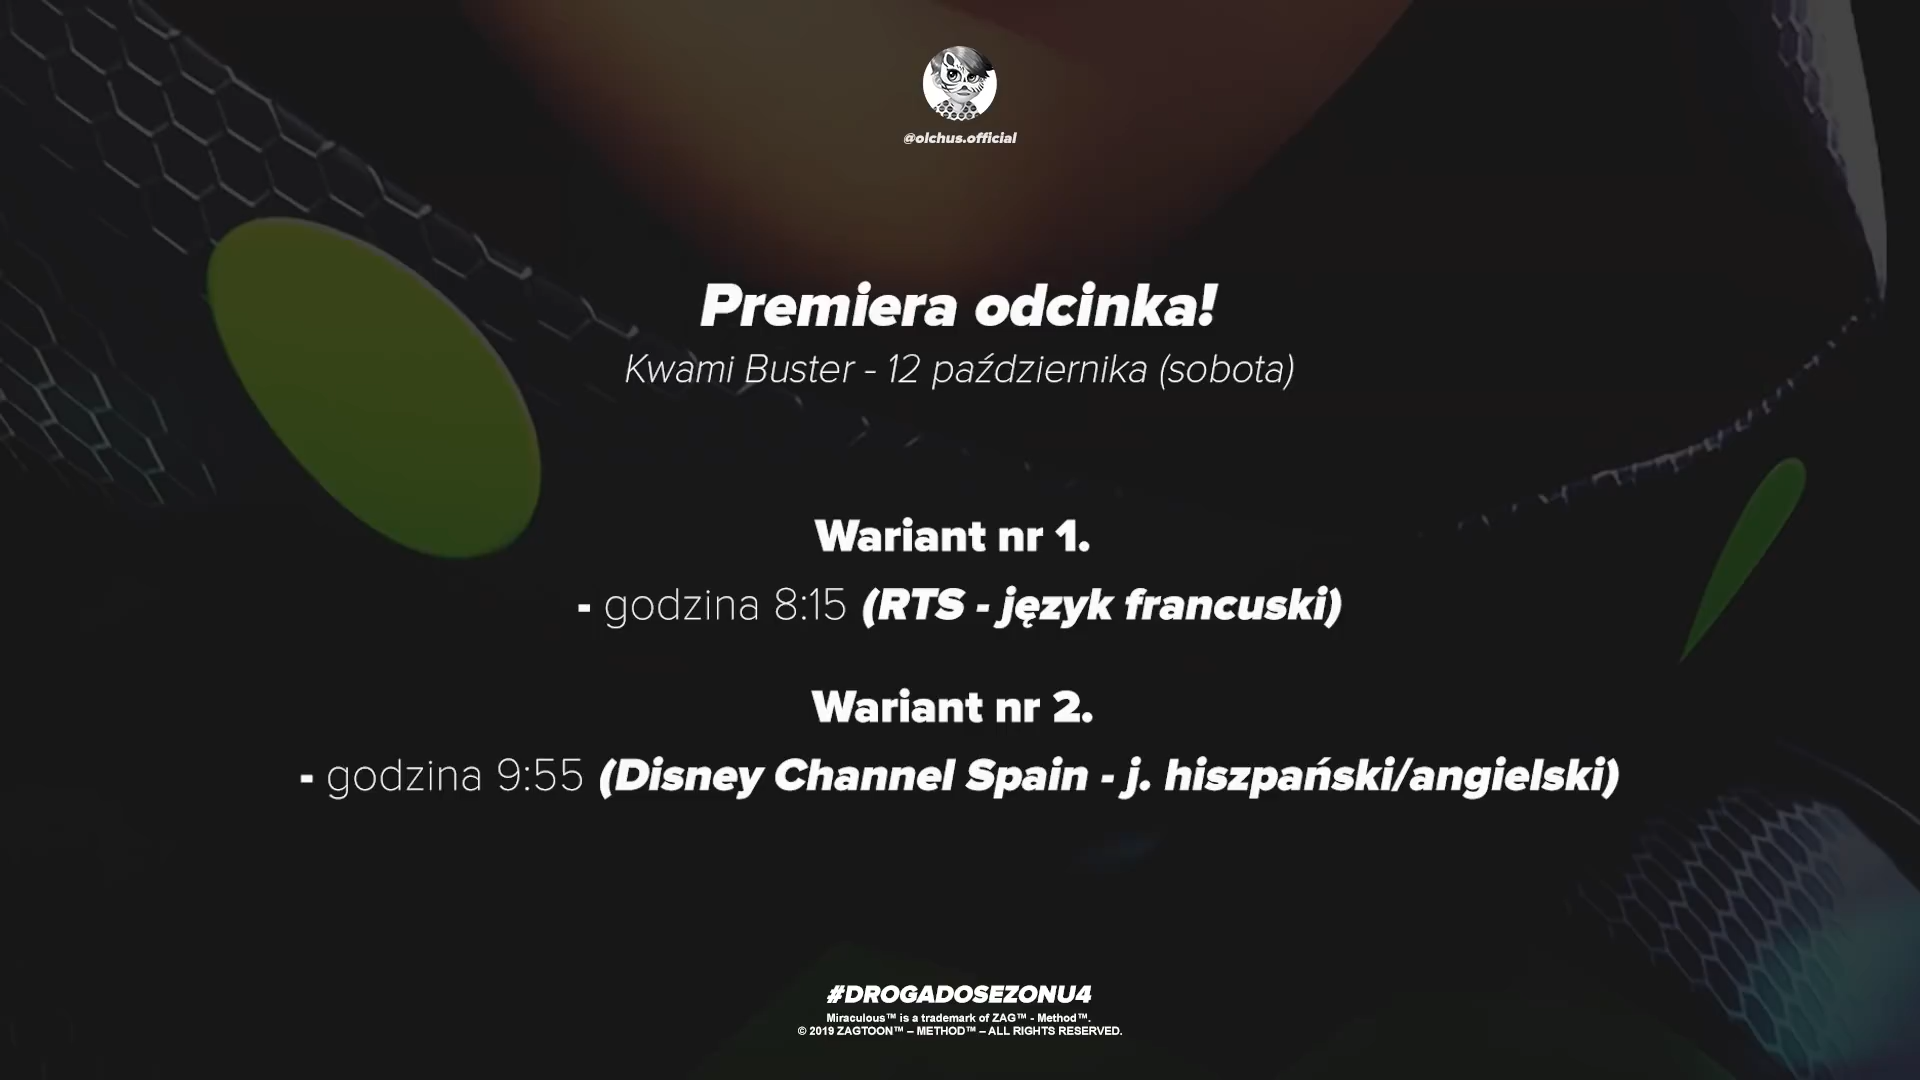 @olchus.official
Premiera odcinka!
Kwami Buster - 12 października (sobota)
Wariant nr 1.
- godzina 8:15 (RTS - język francuski)
Wariant nr 2.
- godzina 9:55 (Disney Channel Spain - j. hiszpański/angielski)
#DROGADOSEZONU4
Miraculous™ is a trademark of ZAG™ - Method™.
© 2019 ZAGTOON™ – METHOD™ – ALL RIGHTS RESERVED.